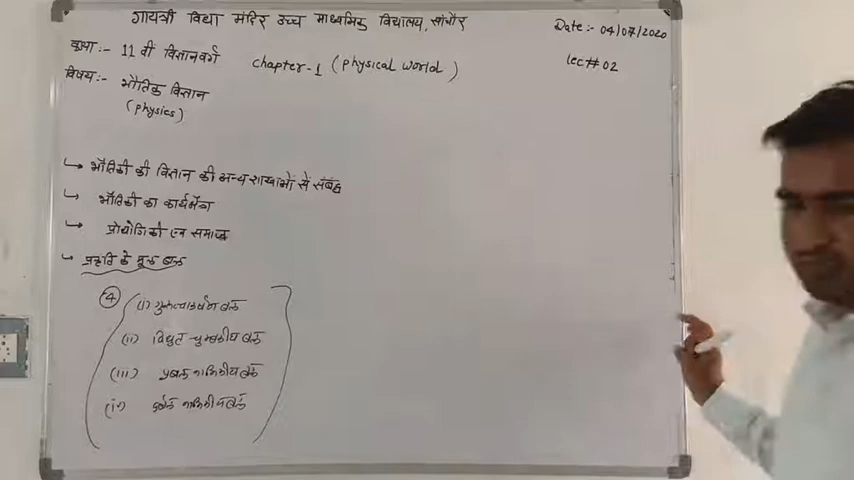 गायत्री विद्या मंदिर उच्च माध्यमिक विद्यालय, सांचौर
Date:- 04/07/2020
कक्षा:- 11 वीं विज्ञानवर्ग
chapter-1 (physical world)
lec# 02
विषय:- भौतिक विज्ञान
(physics)
↳ भौतिकी की विज्ञान की अन्य शाखाओं से संबंध
↳ भौतिकी का कार्यक्षेत्र
↳ प्रोद्योगिकी एंव समाज
↳ प्रकृति के मूल बल
4 (i) गुरुत्वाकर्षण बल
(ii) विधुत चुम्बकीय बल
(iii) प्रबल नाभिकीय बल
(iv) दुर्बल नाभिकीय बल